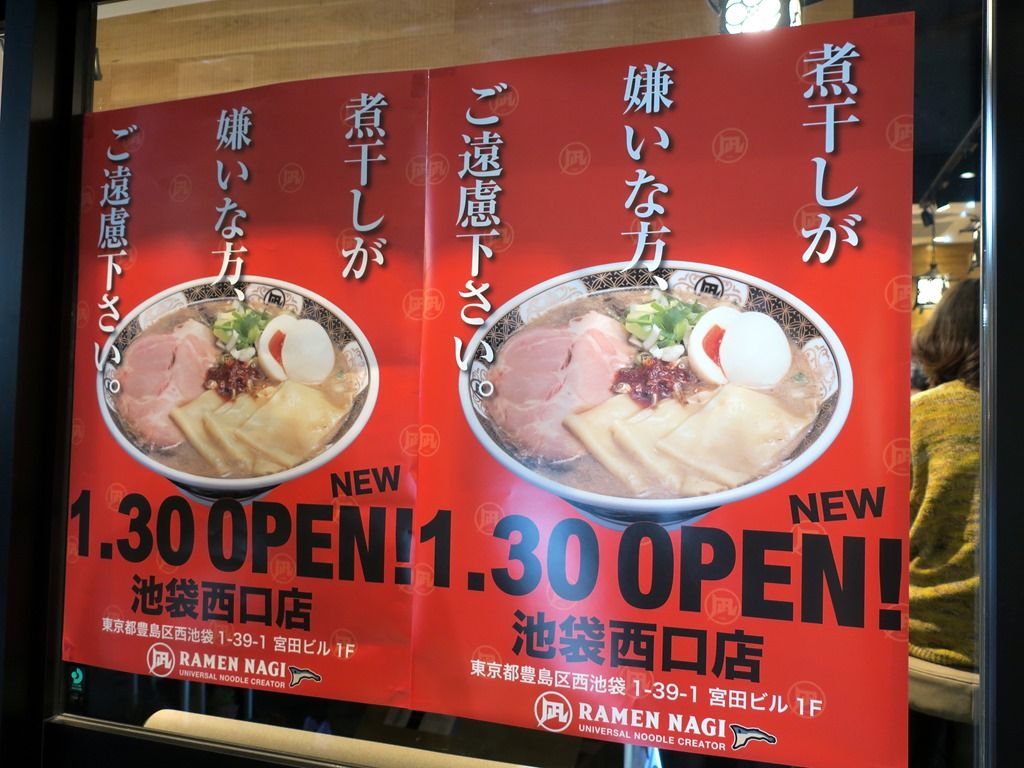 煮干しが
嫌いな方、
ご遠慮下さい。
NEW
1.30 OPEN!
池袋西口店
東京都豊島区西池袋 1-39-1 宮田ビル 1F
凪 RAMEN NAGI
UNIVERSAL NOODLE CREATOR
煮干しが
嫌いな方、
ご遠慮下さい。
凪
NEW
1.30 OPEN!
池袋西口店
東京都豊島区西池袋 1-39-1 宮田ビル 1F
凪 RAMEN NAGI
UNIVERSAL NOODLE CREATOR